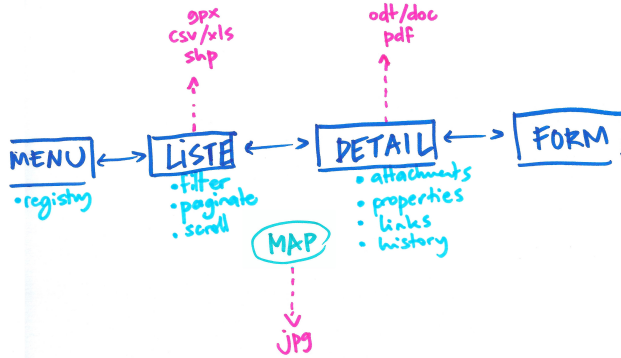 gpx
csv/xls
shp
odt/doc
pdf
MENU
LiSTE
DETAIL
FORM
• registry
• filter
• paginate
• scroll
• attachments
• properties
• links
• history
MAP
jpg